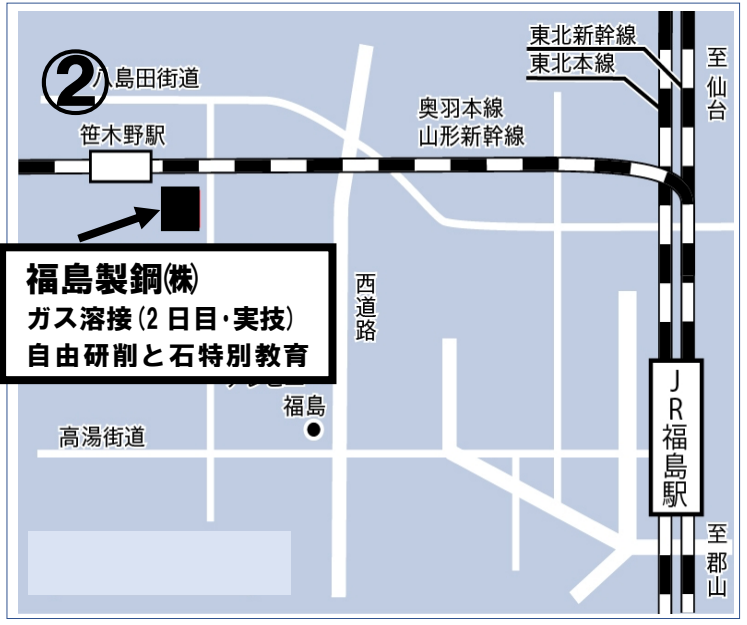 ②
八島田街道
東北新幹線
東北本線
至仙台
奥羽本線
山形新幹線
笹木野駅
福島製鋼㈱
ガス溶接(2日目・実技)
自由研削と石特別教育
西道路
福島
高湯街道
JR福島駅
至郡山